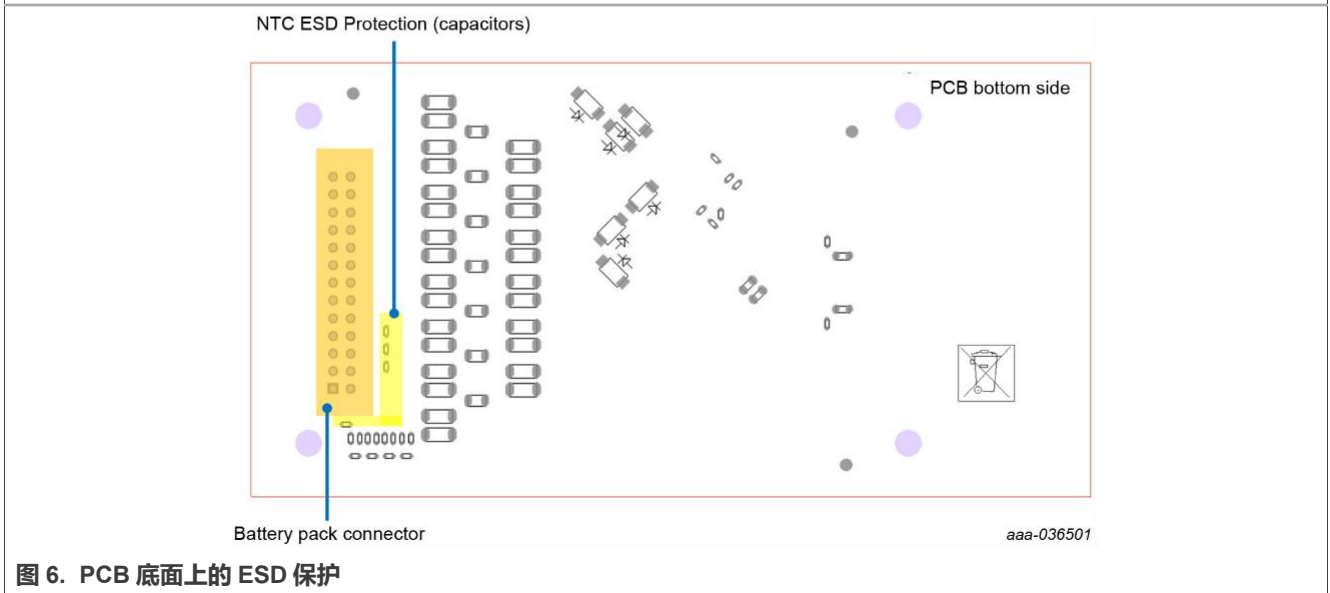 NTC ESD Protection (capacitors)
PCB bottom side
Battery pack connector
aaa-036501
图 6. PCB 底面上的 ESD 保护